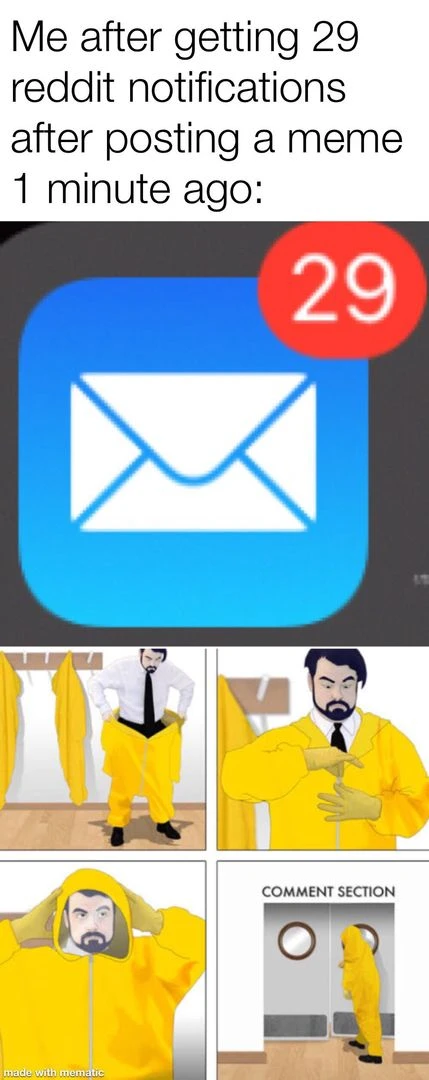 Me after getting 29
reddit notifications
after posting a meme
1 minute ago:
29
COMMENT SECTION
made with mematic